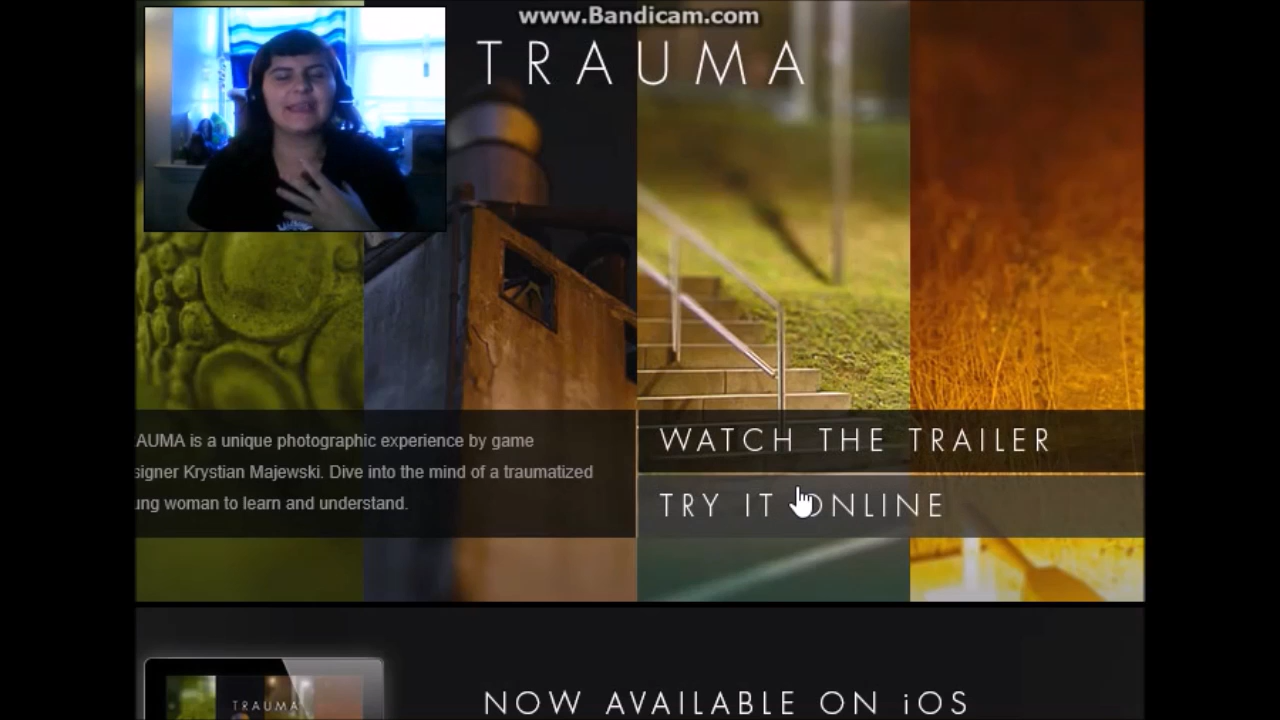 www.Bandicam.com
TRAUMA
AUMA is a unique photographic experience by game
signer Krystian Majewski. Dive into the mind of a traumatized
ung woman to learn and understand.
WATCH THE TRAILER
TRY IT ONLINE
TRAUMA
NOW AVAILABLE ON iOS